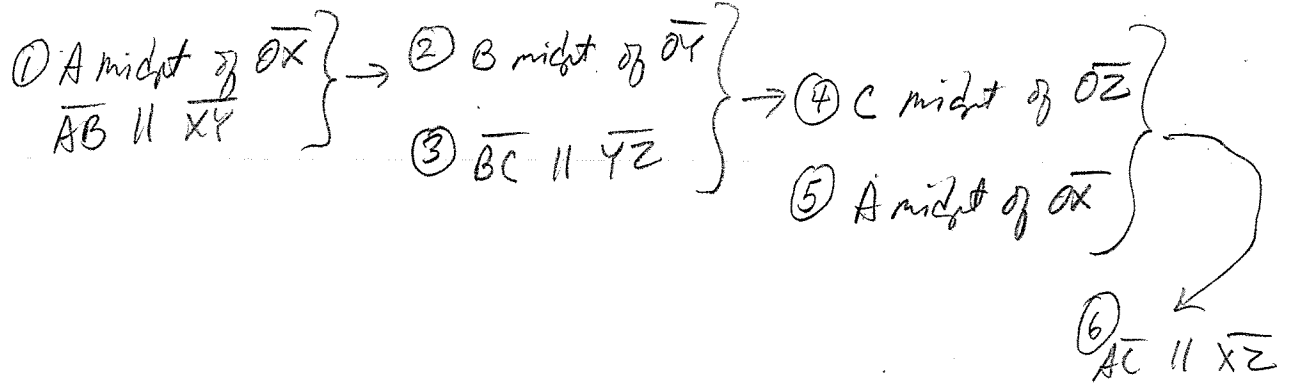 ① A midpt of OX
AB || XY
② B midpt. of OY
③ BC || YZ
④ C midpt of OZ
⑤ A midpt of OX
⑥ AC || XZ